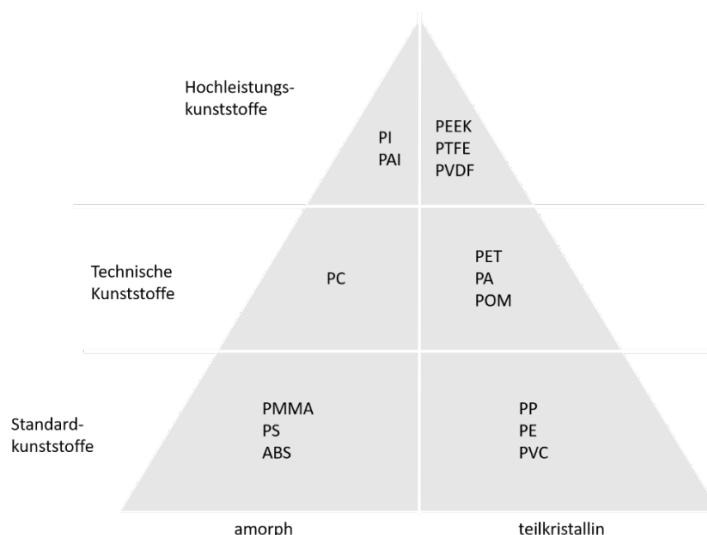 Hochleistungs-
kunststoffe
PI
PAI
PEEK
PTFE
PVDF
Technische
Kunststoffe
PC
PET
PA
POM
Standard-
kunststoffe
PMMA
PS
ABS
PP
PE
PVC
amorph
teilkristallin